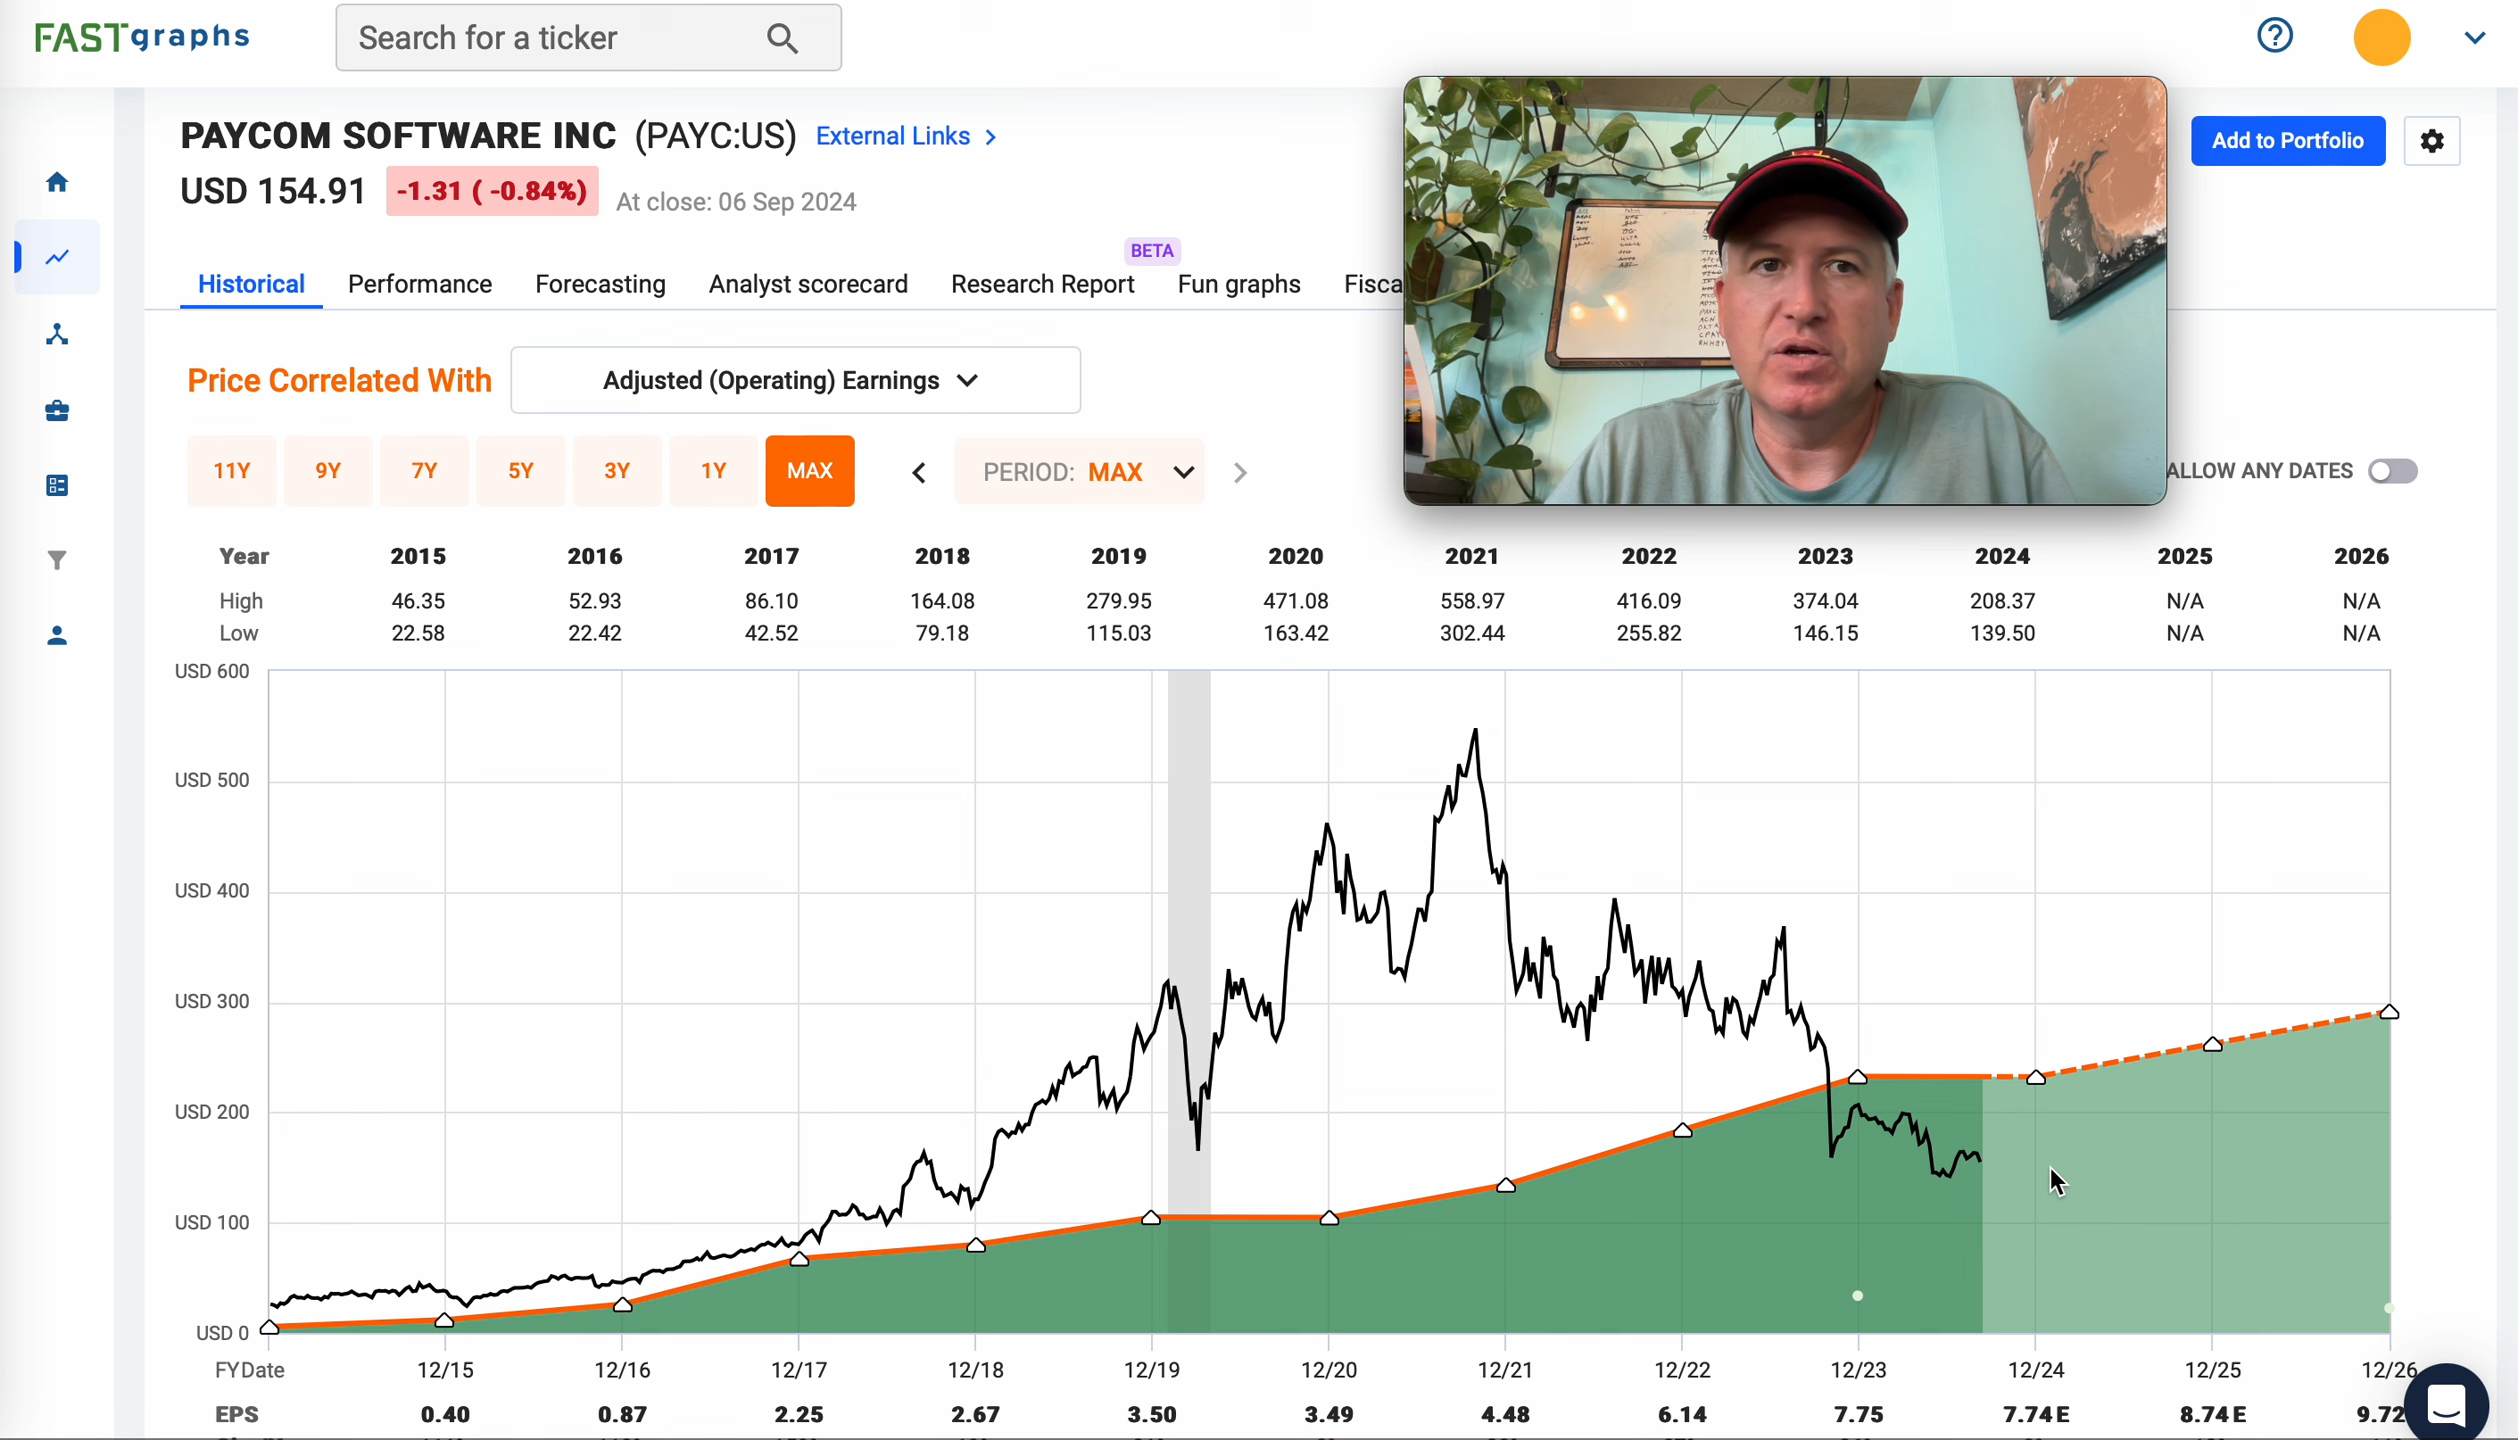 FASTgraphs
Search for a ticker
PAYCOM SOFTWARE INC (PAYC:US) External Links >
Add to Portfolio
USD 154.91 -1.31 ( -0.84%) At close: 06 Sep 2024
BETA
Historical Performance Forecasting Analyst scorecard Research Report Fun graphs Fisca
Price Correlated With Adjusted (Operating) Earnings
11Y 9Y 7Y 5Y 3Y 1Y MAX PERIOD: MAX ALLOW ANY DATES
Year 2015 2016 2017 2018 2019 2020 2021 2022 2023 2024 2025 2026
High 46.35 52.93 86.10 164.08 279.95 471.08 558.97 416.09 374.04 208.37 N/A N/A
Low 22.58 22.42 42.52 79.18 115.03 163.42 302.44 255.82 146.15 139.50 N/A N/A
USD 600
USD 500
USD 400
USD 300
USD 200
USD 100
USD 0
FYDate 12/15 12/16 12/17 12/18 12/19 12/20 12/21 12/22 12/23 12/24 12/25 12/26
EPS 0.40 0.87 2.25 2.67 3.50 3.49 4.48 6.14 7.75 7.74E 8.74E 9.72